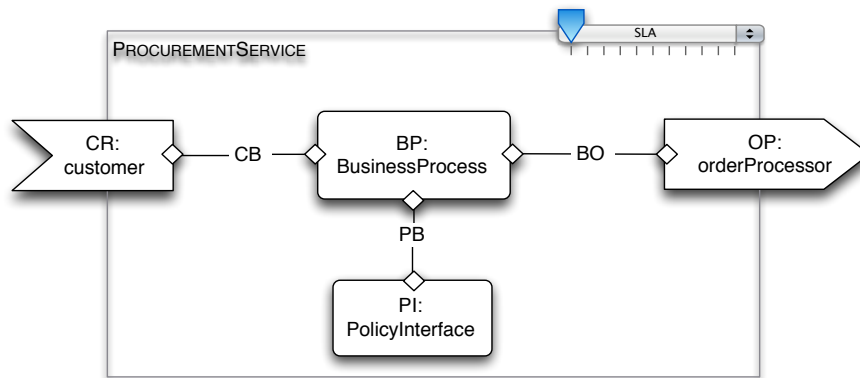 SLA
PROCUREMENTSERVICE
CR:
customer
CB
BP:
BusinessProcess
BO
OP:
orderProcessor
PB
PI:
PolicyInterface